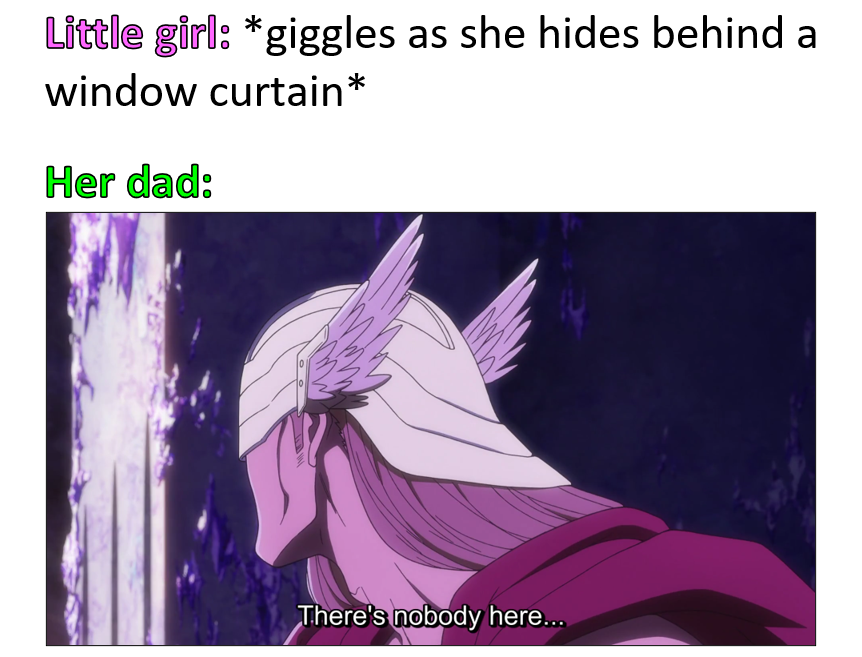 Little girl: *giggles as she hides behind a
window curtain*
Her dad:
There's nobody here...